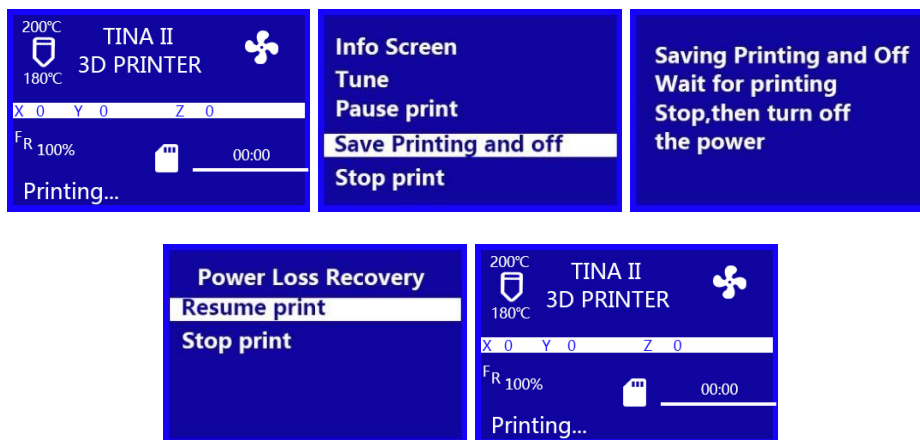 200℃
TINA II
3D PRINTER
180℃
X 0 Y 0 Z 0
FR 100%
00:00
Printing...
Info Screen
Tune
Pause print
Save Printing and off
Stop print
Saving Printing and Off
Wait for printing
Stop,then turn off
the power
Power Loss Recovery
Resume print
Stop print
200℃
TINA II
3D PRINTER
180℃
X 0 Y 0 Z 0
FR 100%
00:00
Printing...